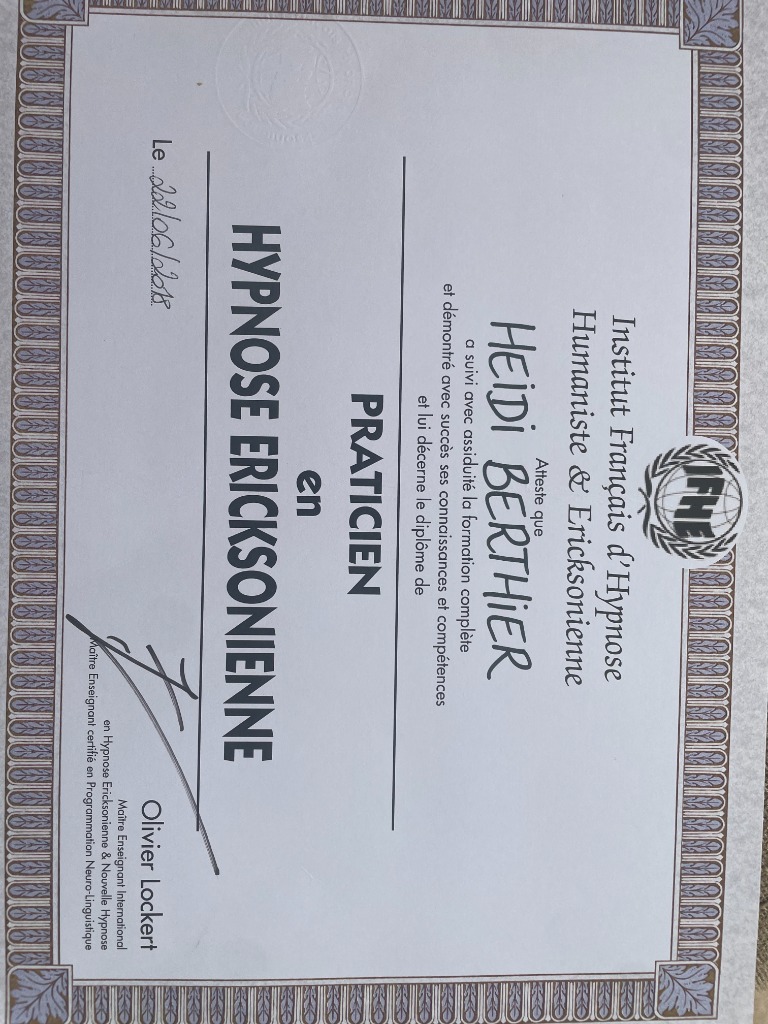 IFHE
Institut Français d'Hypnose
Humaniste & Ericksonienne
Atteste que
HEIDI BERTHIER
a suivi avec assiduité la formation complète
et démontré avec succès ses connaissances et compétences
et lui décerne le diplôme de
PRATICIEN
en
HYPNOSE ERICKSONIENNE
Le 22/06/2018
Olivier Lockert
Maître Enseignant International
en Hypnose Ericksonienne & Nouvelle Hypnose
Maître Enseignant certifié en Programmation Neuro-Linguistique